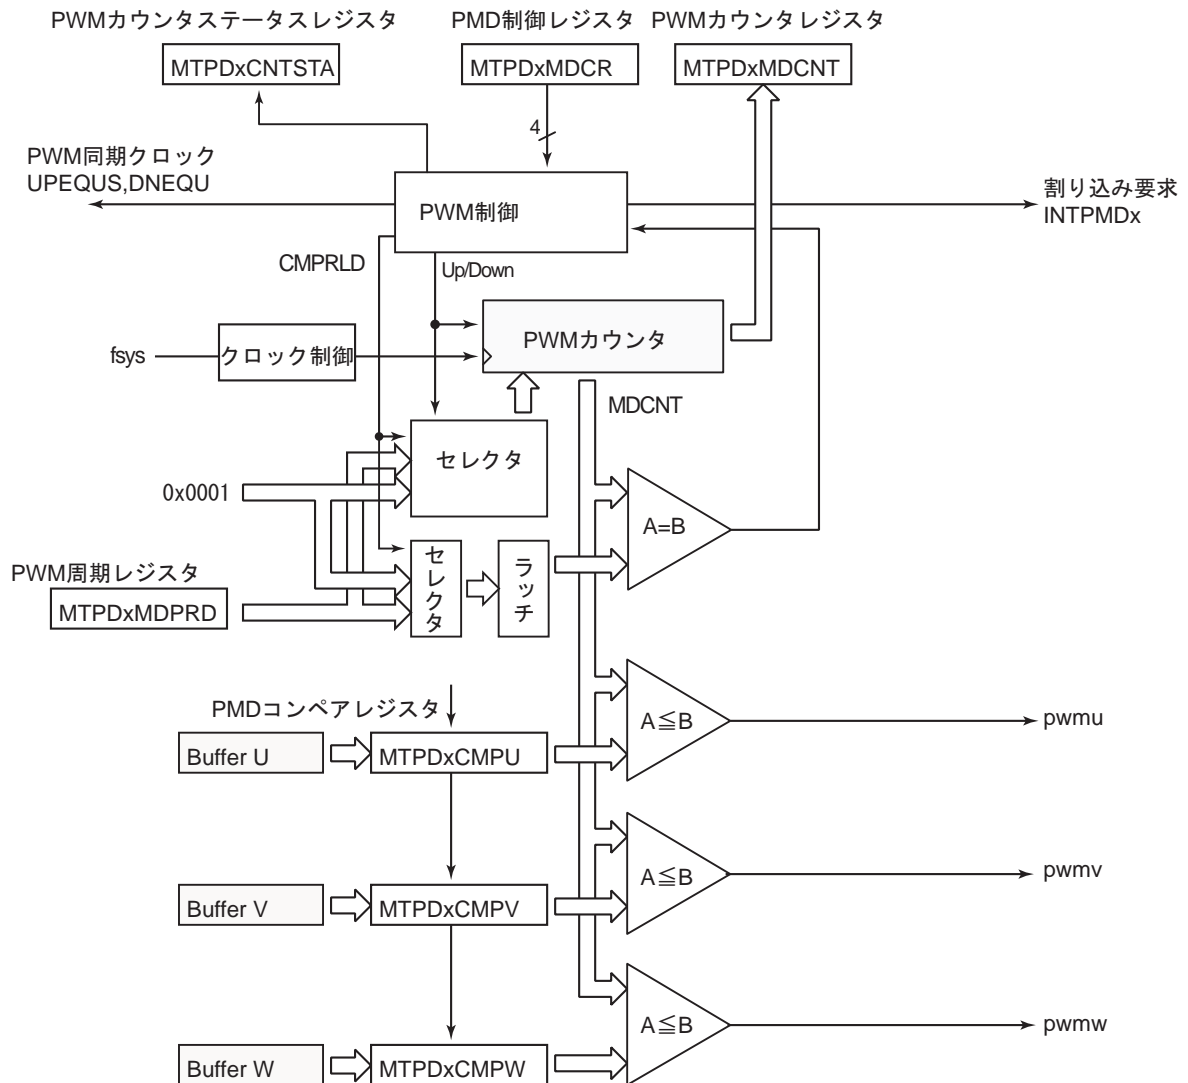 PWMカウンタステータスレジスタ
PMD制御レジスタ
PWMカウンタレジスタ
MTPDxCNTSTA
MTPDxMDCR
MTPDxMDCNT
4
PWM同期クロック
UPEQUS,DNEQU
PWM制御
割り込み要求
INTPMDx
CMPRLD
Up/Down
fsys
クロック制御
PWMカウンタ
MDCNT
セレクタ
0x0001
A=B
セレクタ
ラッチ
PWM周期レジスタ
MTPDxMDPRD
PMDコンペアレジスタ
Buffer U
MTPDxCMPU
A≦B
pwmu
Buffer V
MTPDxCMPV
A≦B
pwmv
Buffer W
MTPDxCMPW
A≦B
pwmw